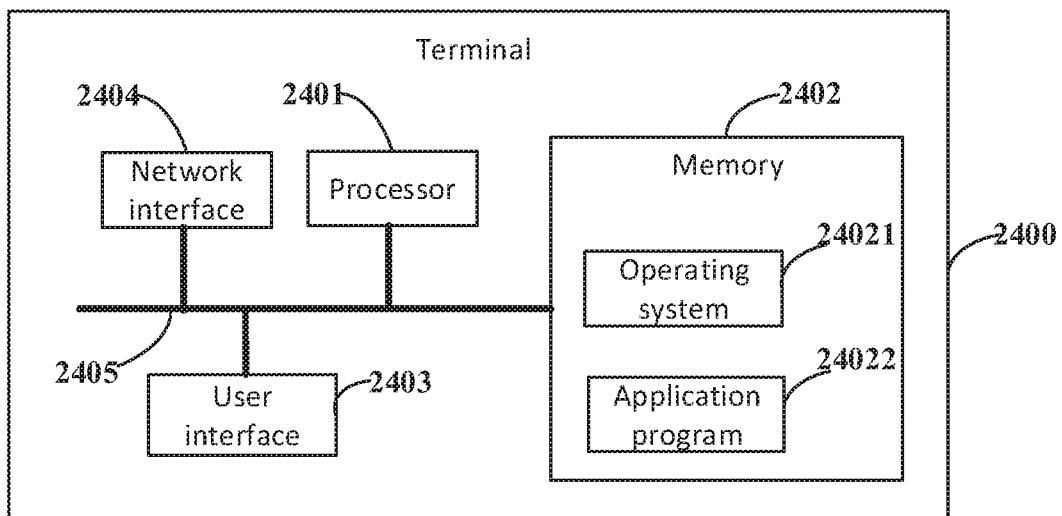 Terminal
2404
2401
2402
Network
interface
Processor
Memory
24021
2400
Operating
system
2405
2403
24022
User
interface
Application
program